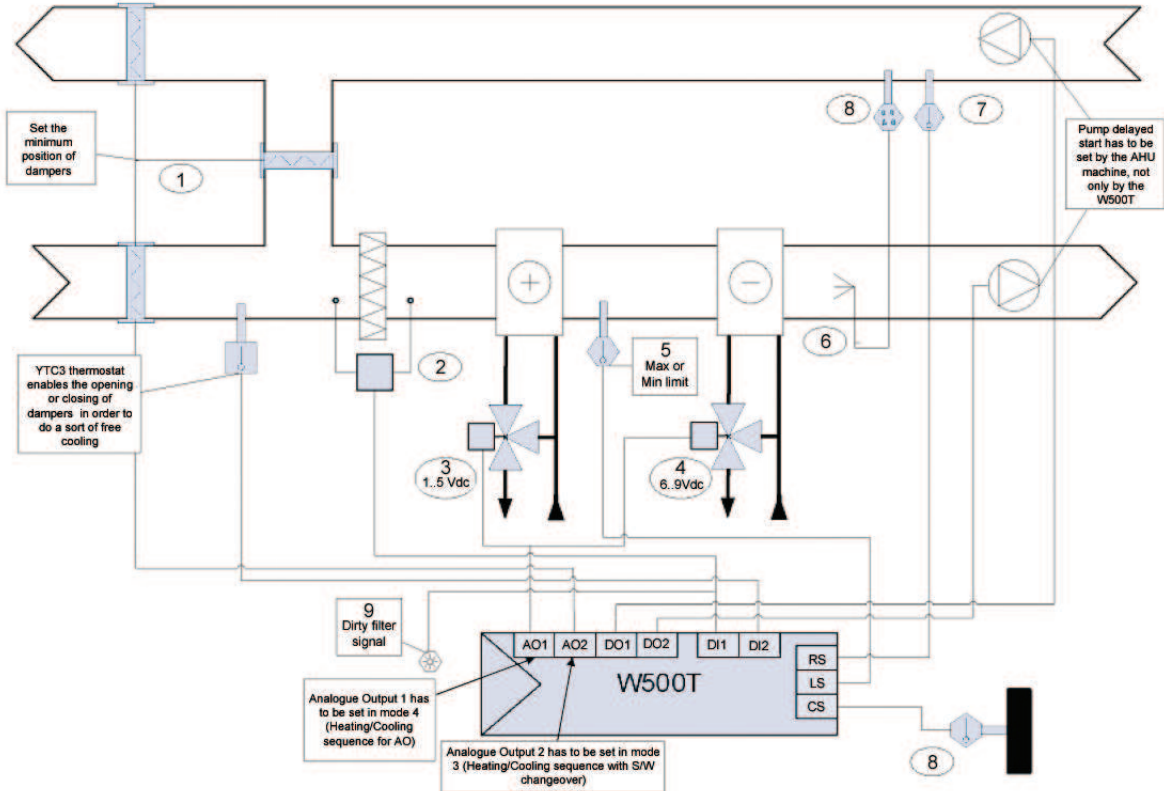 8
7
Set the
minimum
position of
dampers
1
Pump delayed
start has to be
set by the AHU
machine, not
only by the
W500T
+
−
6
YTC3 thermostat
enables the opening
or closing of
dampers in order to
do a sort of free
cooling
2
5
Max or
Min limit
3
1..5 Vdc
4
6..9Vdc
9
Dirty filter
signal
AO1 AO2 DO1 DO2 DI1 DI2
RS
LS
CS
W500T
Analogue Output 1 has
to be set in mode 4
(Heating/Cooling
sequence for AO)
Analogue Output 2 has to be set in mode
3 (Heating/Cooling sequence with S/W
changeover)
8